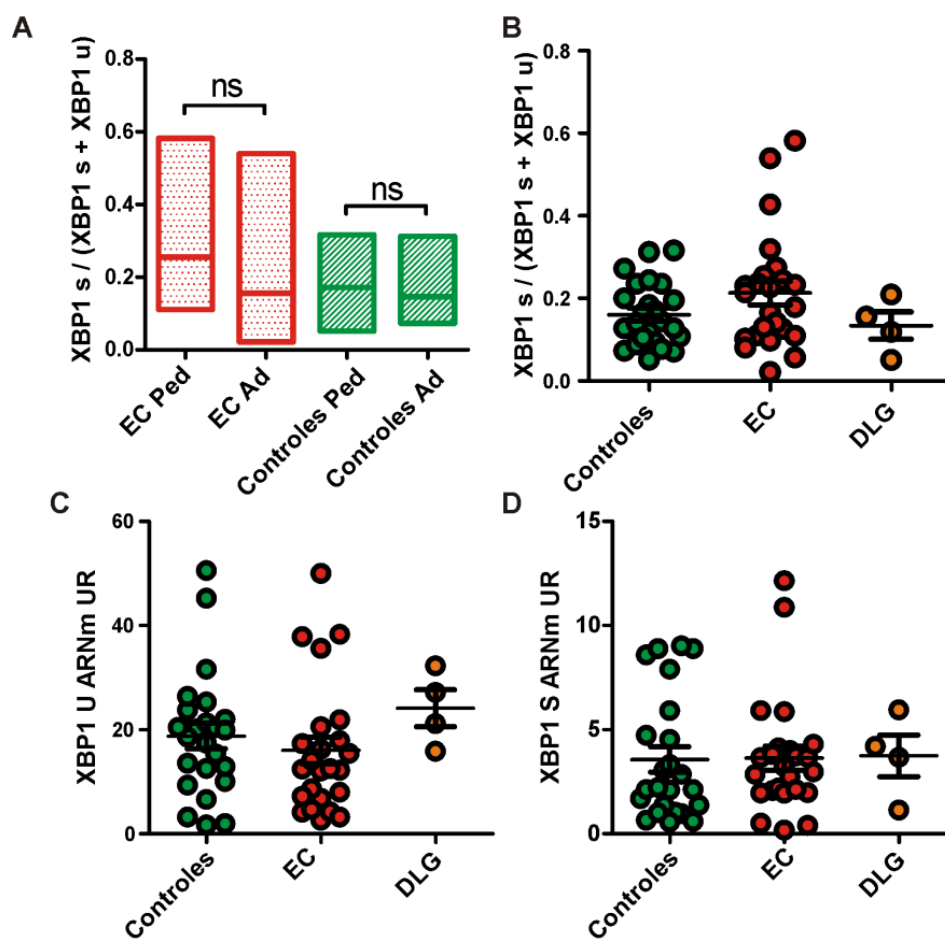 A
XBP1 s / (XBP1 s + XBP1 u)
0.8
0.6
0.4
0.2
0.0
ns
ns
EC Ped
EC Ad
Controles Ped
Controles Ad
B
XBP1 s / (XBP1 s + XBP1 u)
0.8
0.6
0.4
0.2
0.0
Controles
EC
DLG
C
XBP1 U ARNm UR
60
40
20
0
Controles
EC
DLG
D
XBP1 S ARNm UR
15
10
5
0
Controles
EC
DLG